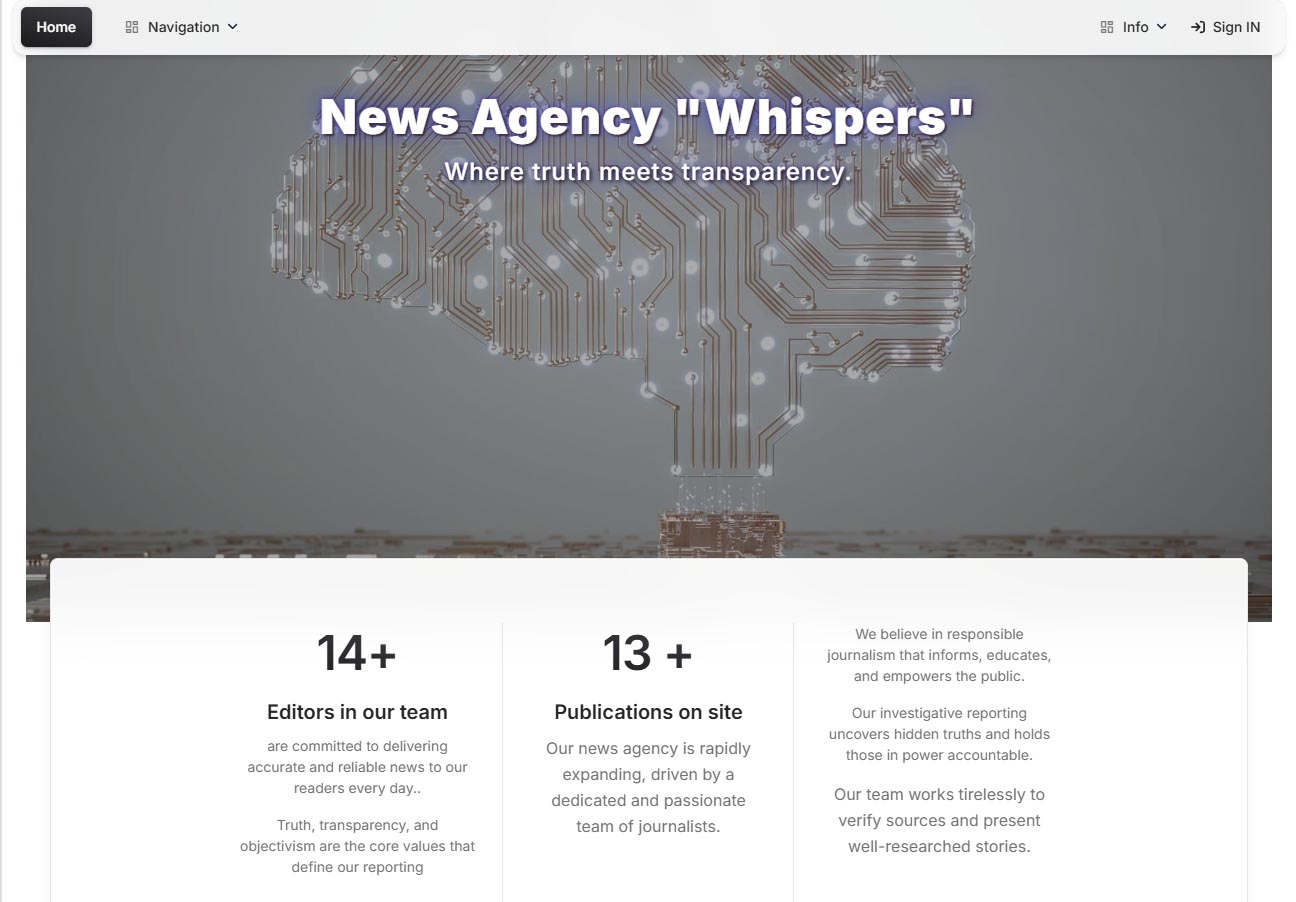 Home
Navigation
Info
Sign IN
News Agency "Whispers"
Where truth meets transparency.
14+
Editors in our team
are committed to delivering
accurate and reliable news to our
readers every day..
Truth, transparency, and
objectivism are the core values that
define our reporting
13 +
Publications on site
Our news agency is rapidly
expanding, driven by a
dedicated and passionate
team of journalists.
We believe in responsible
journalism that informs, educates,
and empowers the public.
Our investigative reporting
uncovers hidden truths and holds
those in power accountable.
Our team works tirelessly to
verify sources and present
well-researched stories.